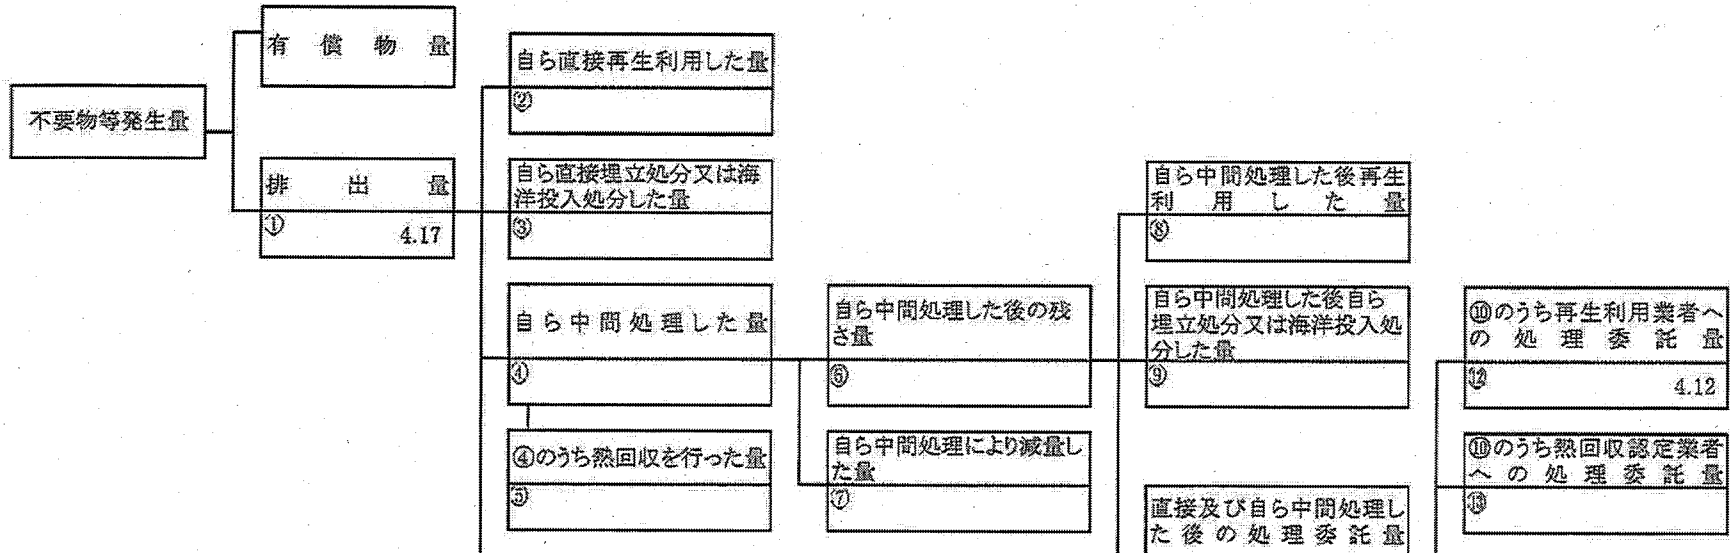 有償物量
不要物等発生量
排出量
①
4.17
自ら直接再生利用した量
②
自ら直接埋立処分又は海
洋投入処分した量
③
自ら中間処理した量
④
④のうち熱回収を行った量
⑤
自ら中間処理した後の残
さ量
⑥
自ら中間処理により減量し
た量
⑦
自ら中間処理した後再生
利用した量
⑧
自ら中間処理した後自ら
埋立処分又は海洋投入処
分した量
⑨
直接及び自ら中間処理し
た後の処理委託量
⑩のうち再生利用業者へ
の処理委託量
⑫
4.12
⑩のうち熱回収認定業者
への処理委託量
⑬